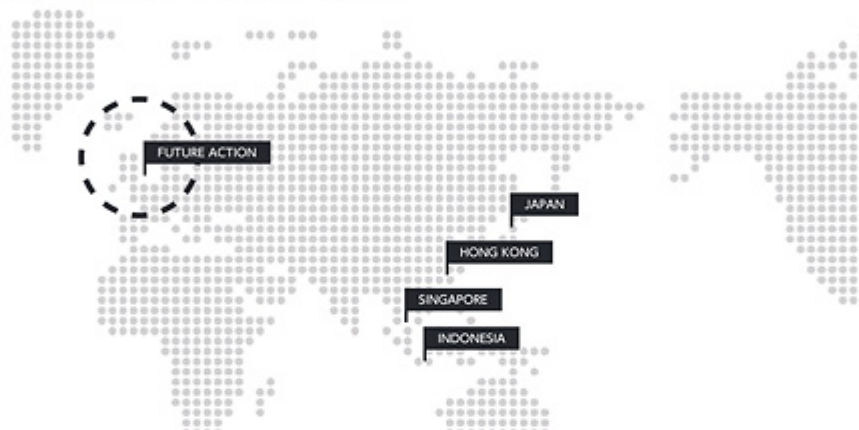 FUTURE ACTION
JAPAN
HONG KONG
SINGAPORE
INDONESIA